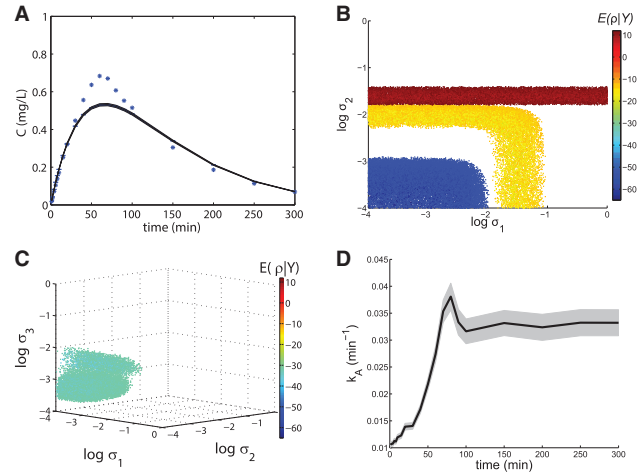 A
C (mg/L)
1
0.8
0.6
0.4
0.2
0
0 50 100 150 200 250 300
time (min)
B
E(ρ|Y)
log σ2
0
−1
−2
−3
−4
−4 −3 −2 −1 0
log σ1
10
0
−10
−20
−30
−40
−50
−60
C
E( ρ|Y)
log σ3
0
−1
−2
−3
−4
−3
−2
−1
0
log σ1
−3
−2
−1
0
log σ2
10
0
−10
−20
−30
−40
−50
−60
D
kA (min−1)
0.045
0.04
0.035
0.03
0.025
0.02
0.015
0.01
0 50 100 150 200 250 300
time (min)